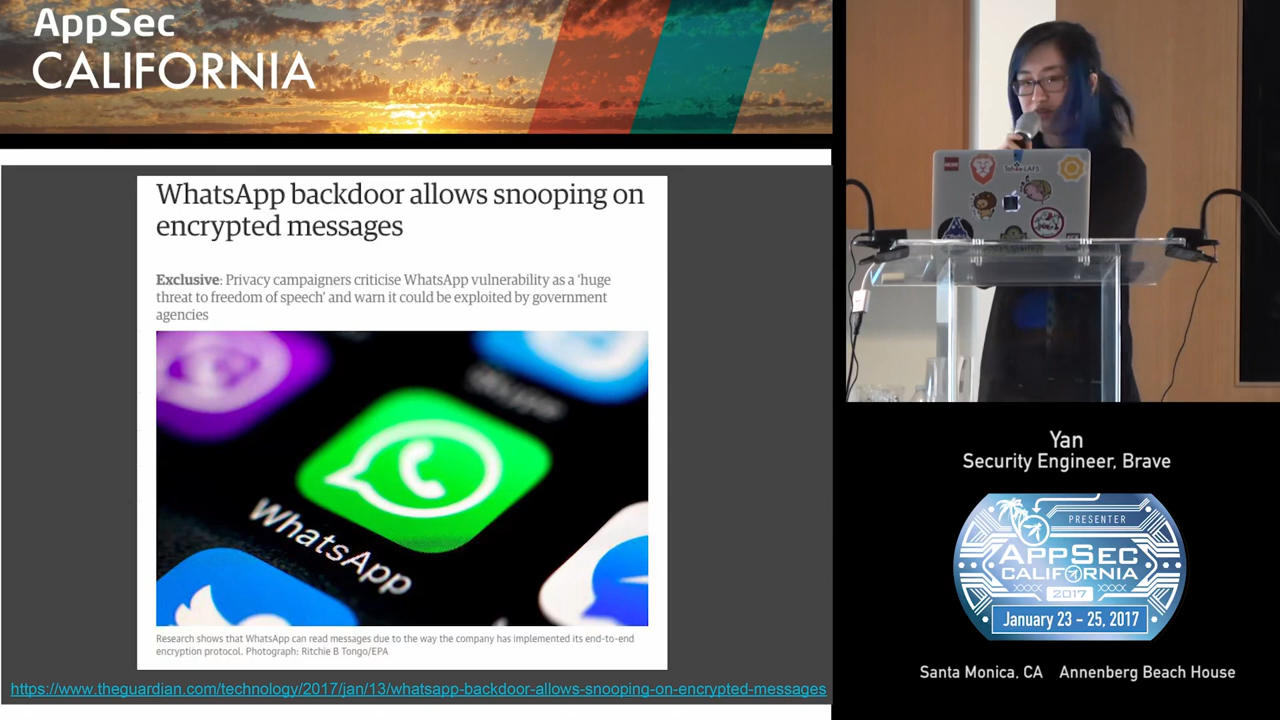 AppSec
CALIFORNIA
WhatsApp backdoor allows snooping on
encrypted messages
Exclusive: Privacy campaigners criticise WhatsApp vulnerability as a ‘huge
threat to freedom of speech’ and warn it could be exploited by government
agencies
WhatsApp
Research shows that WhatsApp can read messages due to the way the company has implemented its end-to-end
encryption protocol. Photograph: Ritchie B Tongo/EPA
https://www.theguardian.com/technology/2017/jan/13/whatsapp-backdoor-allows-snooping-on-encrypted-messages
Yan
Security Engineer, Brave
PRESENTER
APPSEC
CALIFORNIA
2017
January 23 – 25, 2017
Santa Monica, CA Annenberg Beach House